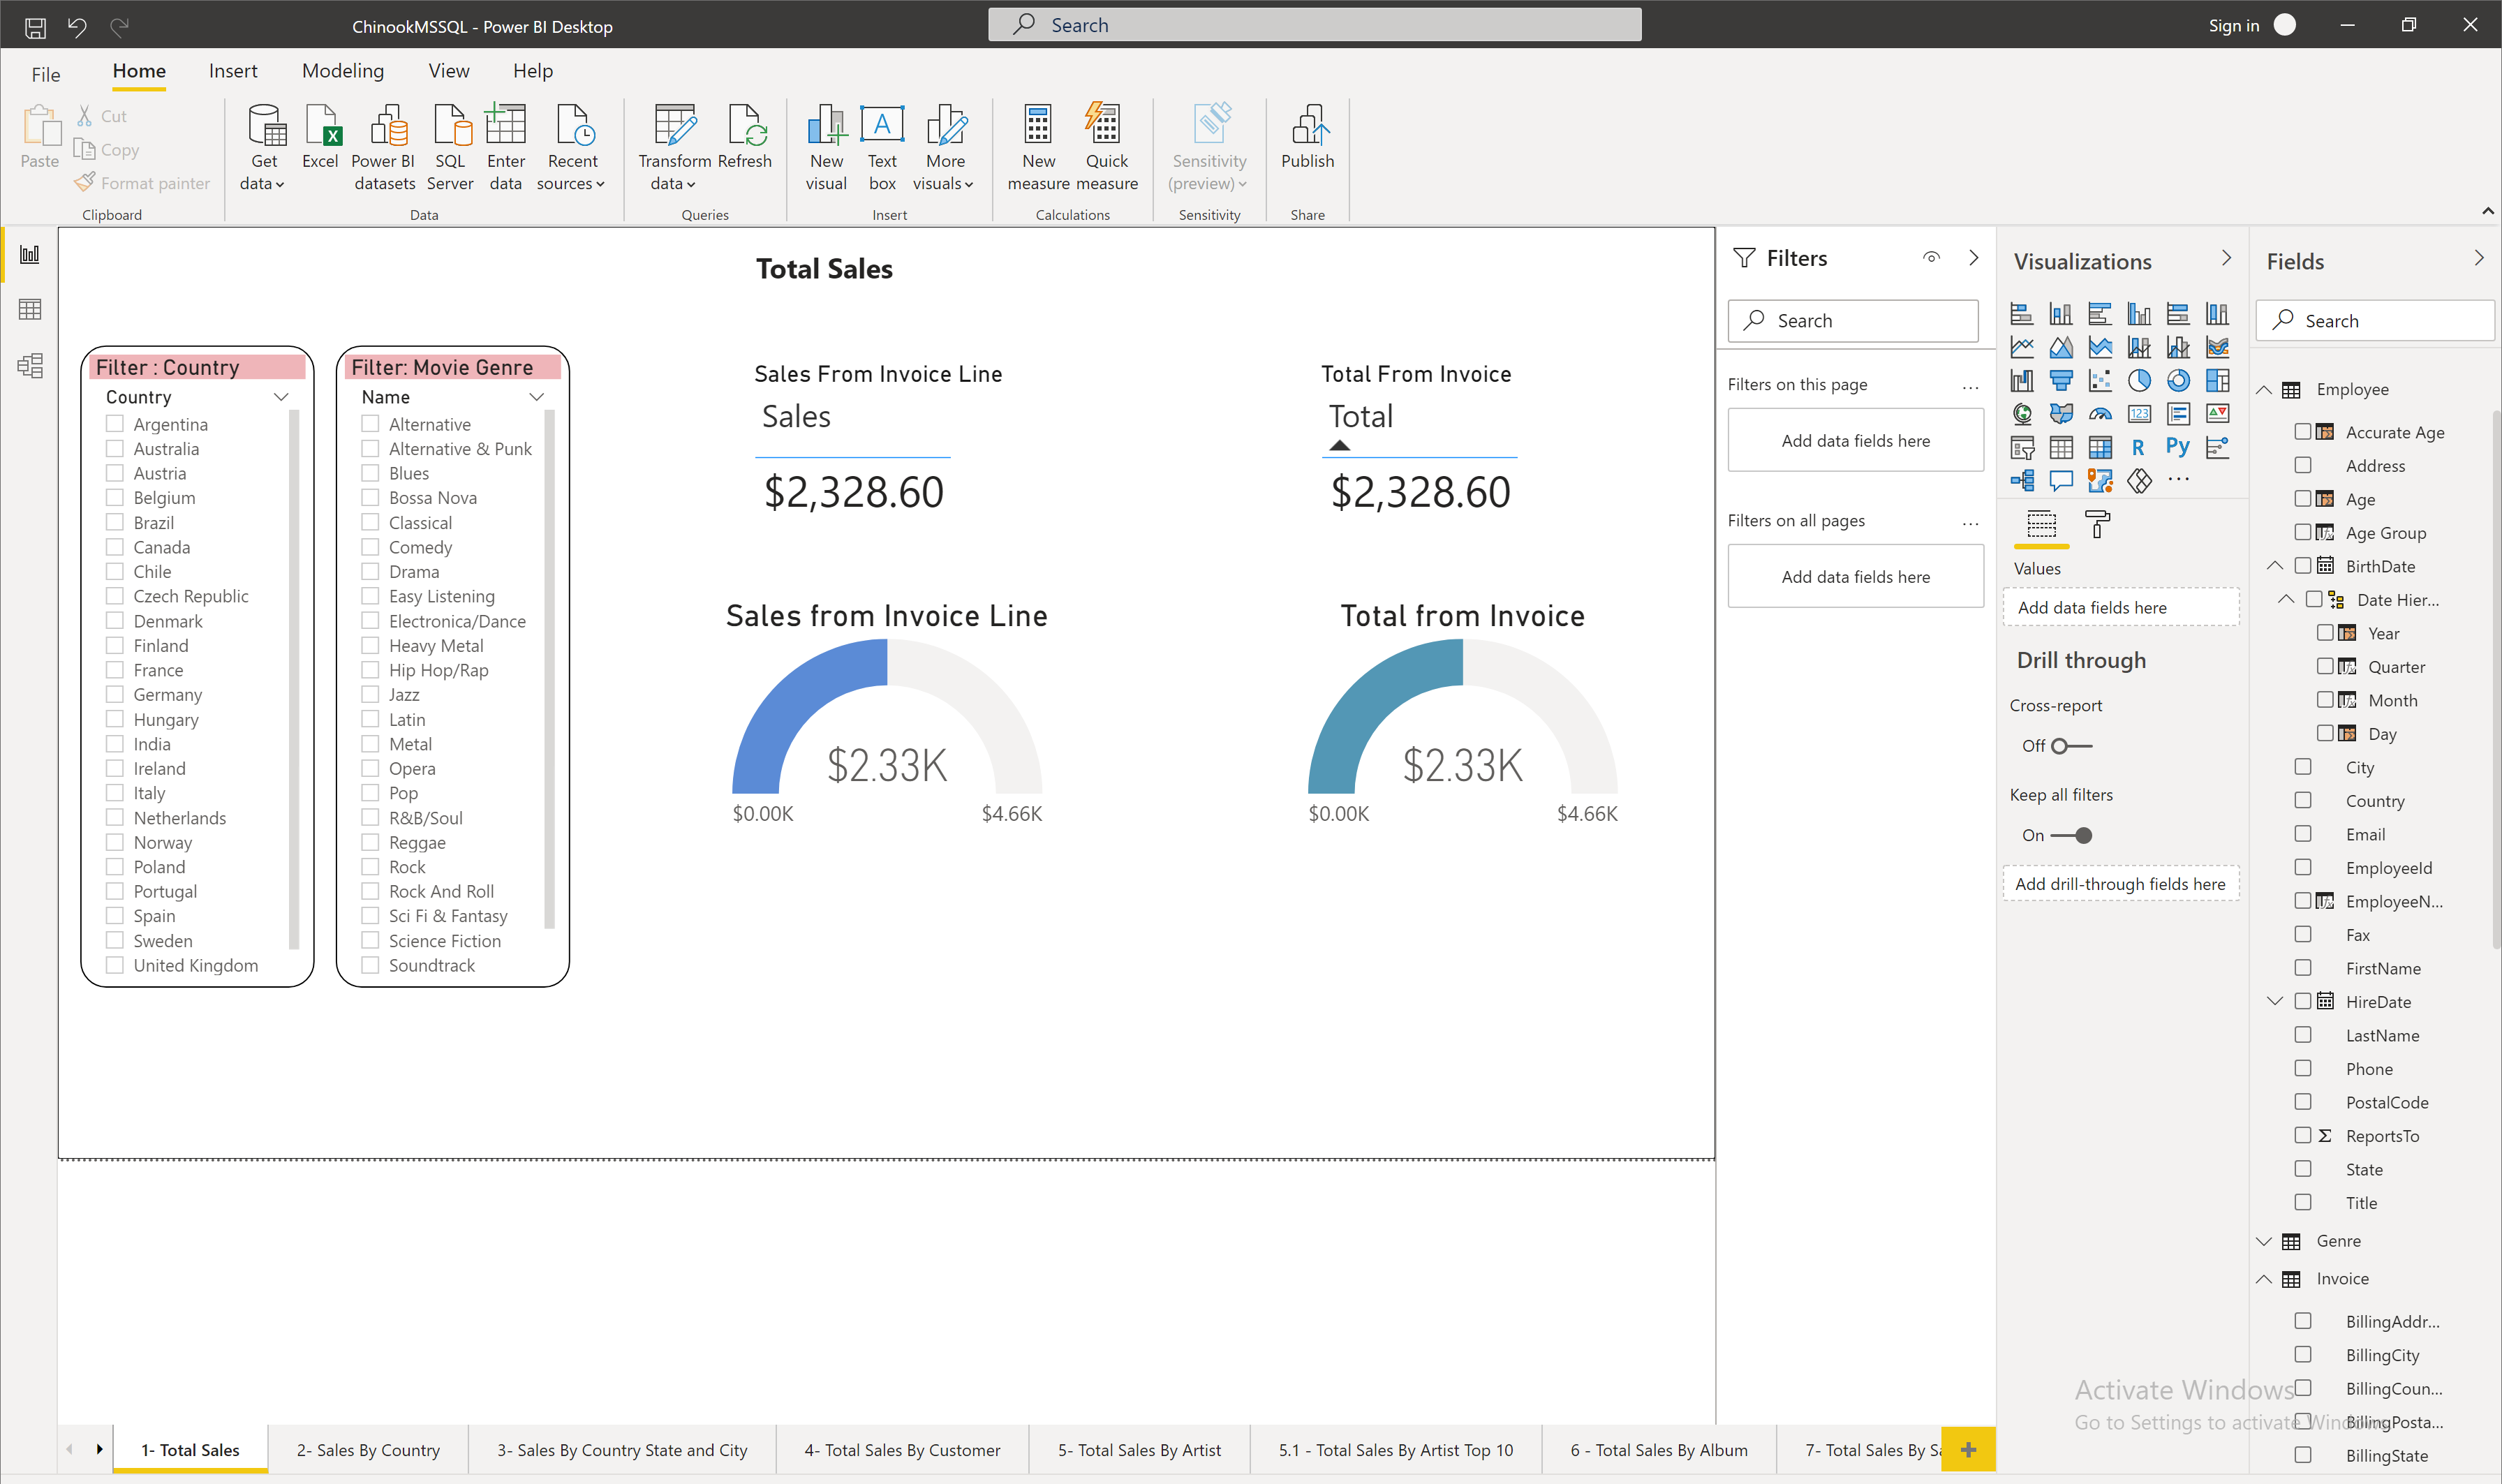 ChinookMSSQL - Power BI Desktop
Search
Sign in
File
Home
Insert
Modeling
View
Help
Paste
Cut
Copy
Format painter
Clipboard
Get data
Excel
Power BI datasets
SQL Server
Enter data
Recent sources
Data
Transform data
Refresh
Queries
New visual
Text box
A
More visuals
Insert
New measure
Quick measure
Calculations
Sensitivity (preview)
Sensitivity
Publish
Share
Total Sales
Filter : Country
Country
Argentina
Australia
Austria
Belgium
Brazil
Canada
Chile
Czech Republic
Denmark
Finland
France
Germany
Hungary
India
Ireland
Italy
Netherlands
Norway
Poland
Portugal
Spain
Sweden
United Kingdom
Filter: Movie Genre
Name
Alternative
Alternative & Punk
Blues
Bossa Nova
Classical
Comedy
Drama
Easy Listening
Electronica/Dance
Heavy Metal
Hip Hop/Rap
Jazz
Latin
Metal
Opera
Pop
R&B/Soul
Reggae
Rock
Rock And Roll
Sci Fi & Fantasy
Science Fiction
Soundtrack
Sales From Invoice Line
Sales
$2,328.60
Total From Invoice
Total
$2,328.60
Sales from Invoice Line
$2.33K
$0.00K
$4.66K
Total from Invoice
$2.33K
$0.00K
$4.66K
Filters
Search
Filters on this page
...
Add data fields here
Filters on all pages
...
Add data fields here
Visualizations
123
R
Py
...
Values
Add data fields here
Drill through
Cross-report
Off
Keep all filters
On
Add drill-through fields here
Fields
Search
Employee
Accurate Age
Address
Age
Age Group
BirthDate
Date Hier...
Year
Quarter
Month
Day
City
Country
Email
EmployeeId
EmployeeN...
Fax
FirstName
HireDate
LastName
Phone
PostalCode
Σ ReportsTo
State
Title
Genre
Invoice
BillingAddr...
BillingCity
BillingCoun...
BillingPosta...
BillingState
Activate Windows
Go to Settings to activate Windows.
1- Total Sales
2- Sales By Country
3- Sales By Country State and City
4- Total Sales By Customer
5- Total Sales By Artist
5.1 - Total Sales By Artist Top 10
6 - Total Sales By Album
7- Total Sales By Sa
+